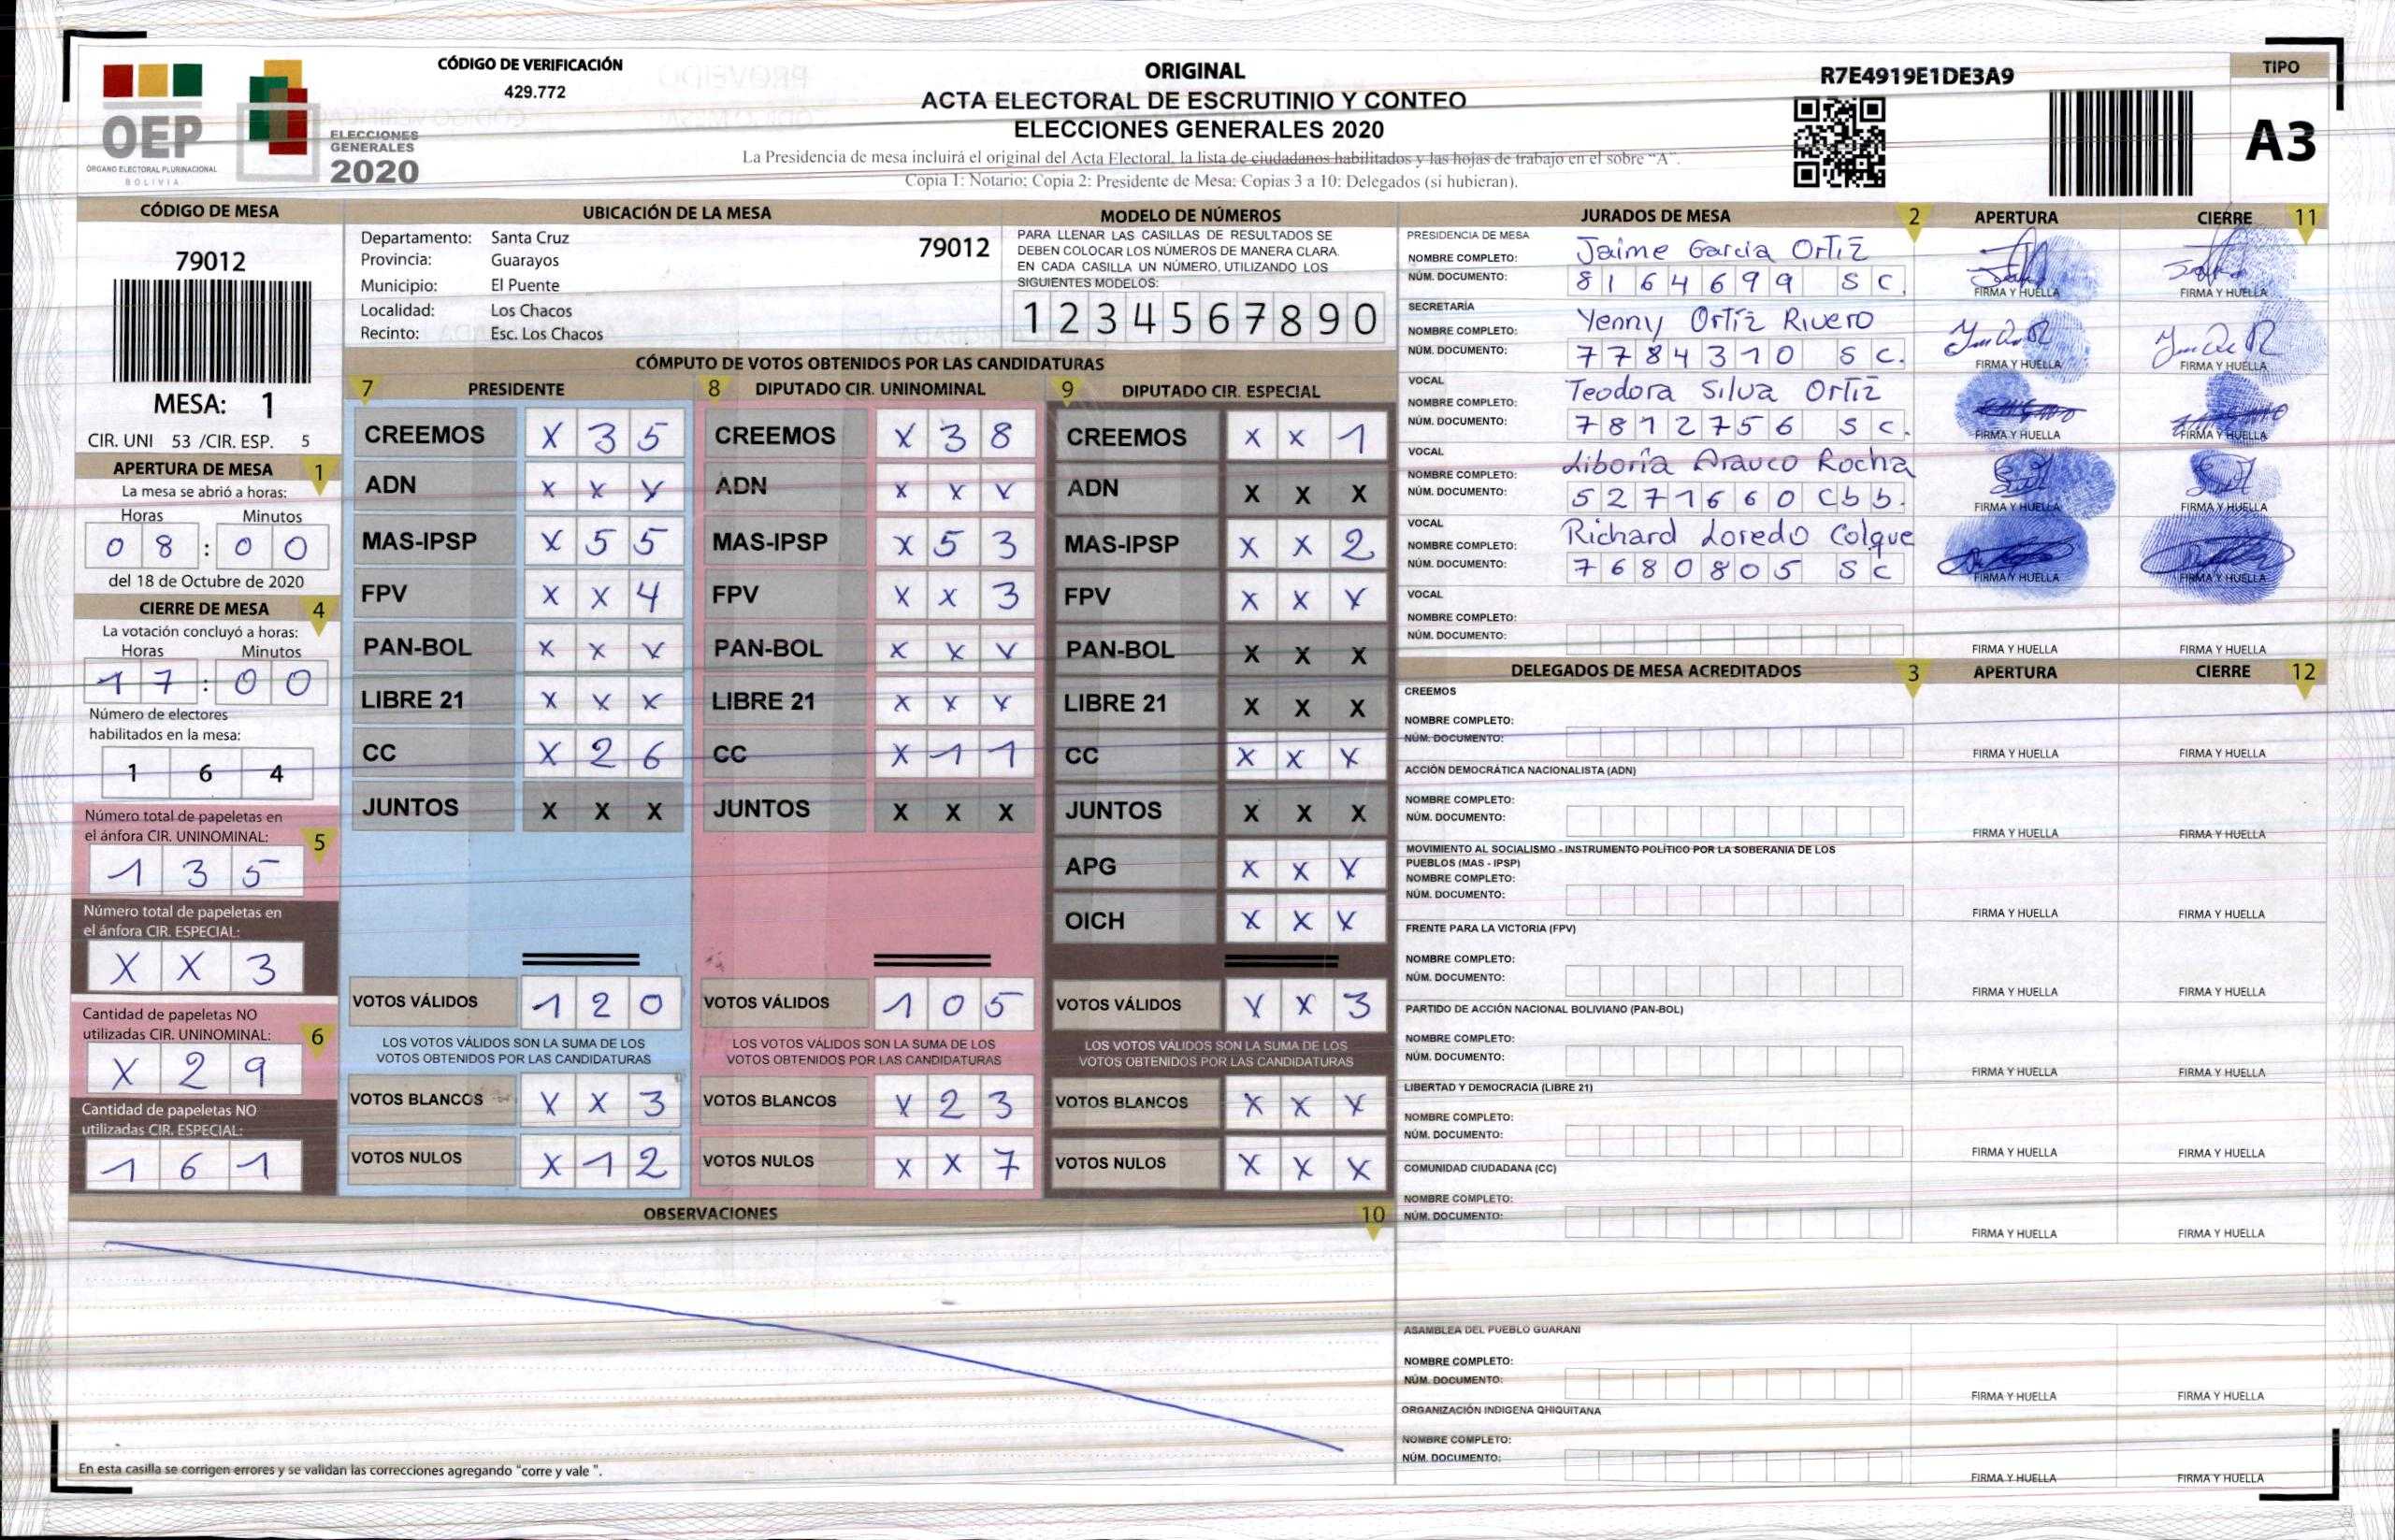 CÓDIGO DE VERIFICACIÓN
429.772
OEP
ÓRGANO ELECTORAL PLURINACIONAL
BOLIVIA
ELECCIONES
GENERALES
2020
ORIGINAL
ACTA ELECTORAL DE ESCRUTINIO Y CONTEO
ELECCIONES GENERALES 2020
La Presidencia de mesa incluirá el original del Acta Electoral, la lista de ciudadanos habilitados y las hojas de trabajo en el sobre "A".
Copia 1: Notario; Copia 2: Presidente de Mesa; Copias 3 a 10: Delegados (si hubieran).
R7E4919E1DE3A9
TIPO
A3
CÓDIGO DE MESA
79012
MESA: 1
CIR. UNI 53 /CIR. ESP. 5
APERTURA DE MESA 1
La mesa se abrió a horas:
Horas Minutos
0 8 : 0 0
del 18 de Octubre de 2020
CIERRE DE MESA 4
La votación concluyó a horas:
Horas Minutos
1 7 : 0 0
Número de electores
habilitados en la mesa:
1 6 4
Número total de papeletas en
el ánfora CIR. UNINOMINAL: 5
1 3 5
Número total de papeletas en
el ánfora CIR. ESPECIAL:
X X 3
Cantidad de papeletas NO
utilizadas CIR. UNINOMINAL: 6
X 2 9
Cantidad de papeletas NO
utilizadas CIR. ESPECIAL:
1 6 1
UBICACIÓN DE LA MESA
Departamento: Santa Cruz 79012
Provincia: Guarayos
Municipio: El Puente
Localidad: Los Chacos
Recinto: Esc. Los Chacos
MODELO DE NÚMEROS
PARA LLENAR LAS CASILLAS DE RESULTADOS SE
DEBEN COLOCAR LOS NÚMEROS DE MANERA CLARA.
EN CADA CASILLA UN NÚMERO, UTILIZANDO LOS
SIGUIENTES MODELOS:
1 2 3 4 5 6 7 8 9 0
CÓMPUTO DE VOTOS OBTENIDOS POR LAS CANDIDATURAS
7 PRESIDENTE
CREEMOS X 3 5
ADN X X X
MAS-IPSP X 5 5
FPV X X 4
PAN-BOL X X X
LIBRE 21 X X X
CC X 2 6
JUNTOS X X X
VOTOS VÁLIDOS 1 2 0
LOS VOTOS VÁLIDOS SON LA SUMA DE LOS
VOTOS OBTENIDOS POR LAS CANDIDATURAS
VOTOS BLANCOS X X 3
VOTOS NULOS X 1 2
8 DIPUTADO CIR. UNINOMINAL
CREEMOS X 3 8
ADN X X X
MAS-IPSP X 5 3
FPV X X 3
PAN-BOL X X X
LIBRE 21 X X X
CC X 1 1
JUNTOS X X X
VOTOS VÁLIDOS 1 0 5
LOS VOTOS VÁLIDOS SON LA SUMA DE LOS
VOTOS OBTENIDOS POR LAS CANDIDATURAS
VOTOS BLANCOS X 2 3
VOTOS NULOS X X 7
9 DIPUTADO CIR. ESPECIAL
CREEMOS X X 1
ADN X X X
MAS-IPSP X X 2
FPV X X X
PAN-BOL X X X
LIBRE 21 X X X
CC X X X
JUNTOS X X X
APG X X X
OICH X X X
VOTOS VÁLIDOS X X 3
LOS VOTOS VÁLIDOS SON LA SUMA DE LOS
VOTOS OBTENIDOS POR LAS CANDIDATURAS
VOTOS BLANCOS X X X
VOTOS NULOS X X X
OBSERVACIONES 10
En esta casilla se corrigen errores y se validan las correcciones agregando "corre y vale ".
JURADOS DE MESA 2 APERTURA CIERRE 11
PRESIDENCIA DE MESA
NOMBRE COMPLETO: Jaime Garcia Ortiz
NÚM. DOCUMENTO: 8164699 SC.
FIRMA Y HUELLA FIRMA Y HUELLA
SECRETARÍA
NOMBRE COMPLETO: Yenny Ortiz Rivero
NÚM. DOCUMENTO: 7784310 SC.
FIRMA Y HUELLA FIRMA Y HUELLA
VOCAL
NOMBRE COMPLETO: Teodora Silva Ortiz
NÚM. DOCUMENTO: 7812756 SC.
FIRMA Y HUELLA FIRMA Y HUELLA
VOCAL
NOMBRE COMPLETO: Liboria Arauco Rocha
NÚM. DOCUMENTO: 5271660 Cbb.
FIRMA Y HUELLA FIRMA Y HUELLA
VOCAL
NOMBRE COMPLETO: Richard Loredo Colque
NÚM. DOCUMENTO: 7680805 SC
FIRMA Y HUELLA FIRMA Y HUELLA
VOCAL
NOMBRE COMPLETO:
NÚM. DOCUMENTO:
FIRMA Y HUELLA FIRMA Y HUELLA
DELEGADOS DE MESA ACREDITADOS 3 APERTURA CIERRE 12
CREEMOS
NOMBRE COMPLETO:
NÚM. DOCUMENTO:
FIRMA Y HUELLA FIRMA Y HUELLA
ACCIÓN DEMOCRÁTICA NACIONALISTA (ADN)
NOMBRE COMPLETO:
NÚM. DOCUMENTO:
FIRMA Y HUELLA FIRMA Y HUELLA
MOVIMIENTO AL SOCIALISMO - INSTRUMENTO POLÍTICO POR LA SOBERANIA DE LOS
PUEBLOS (MAS - IPSP)
NOMBRE COMPLETO:
NÚM. DOCUMENTO:
FIRMA Y HUELLA FIRMA Y HUELLA
FRENTE PARA LA VICTORIA (FPV)
NOMBRE COMPLETO:
NÚM. DOCUMENTO:
FIRMA Y HUELLA FIRMA Y HUELLA
PARTIDO DE ACCIÓN NACIONAL BOLIVIANO (PAN-BOL)
NOMBRE COMPLETO:
NÚM. DOCUMENTO:
FIRMA Y HUELLA FIRMA Y HUELLA
LIBERTAD Y DEMOCRACIA (LIBRE 21)
NOMBRE COMPLETO:
NÚM. DOCUMENTO:
FIRMA Y HUELLA FIRMA Y HUELLA
COMUNIDAD CIUDADANA (CC)
NOMBRE COMPLETO:
NÚM. DOCUMENTO:
FIRMA Y HUELLA FIRMA Y HUELLA
ASAMBLEA DEL PUEBLO GUARANI
NOMBRE COMPLETO:
NÚM. DOCUMENTO:
FIRMA Y HUELLA FIRMA Y HUELLA
ORGANIZACIÓN INDIGENA QHIQUITANA
NOMBRE COMPLETO:
NÚM. DOCUMENTO:
FIRMA Y HUELLA FIRMA Y HUELLA